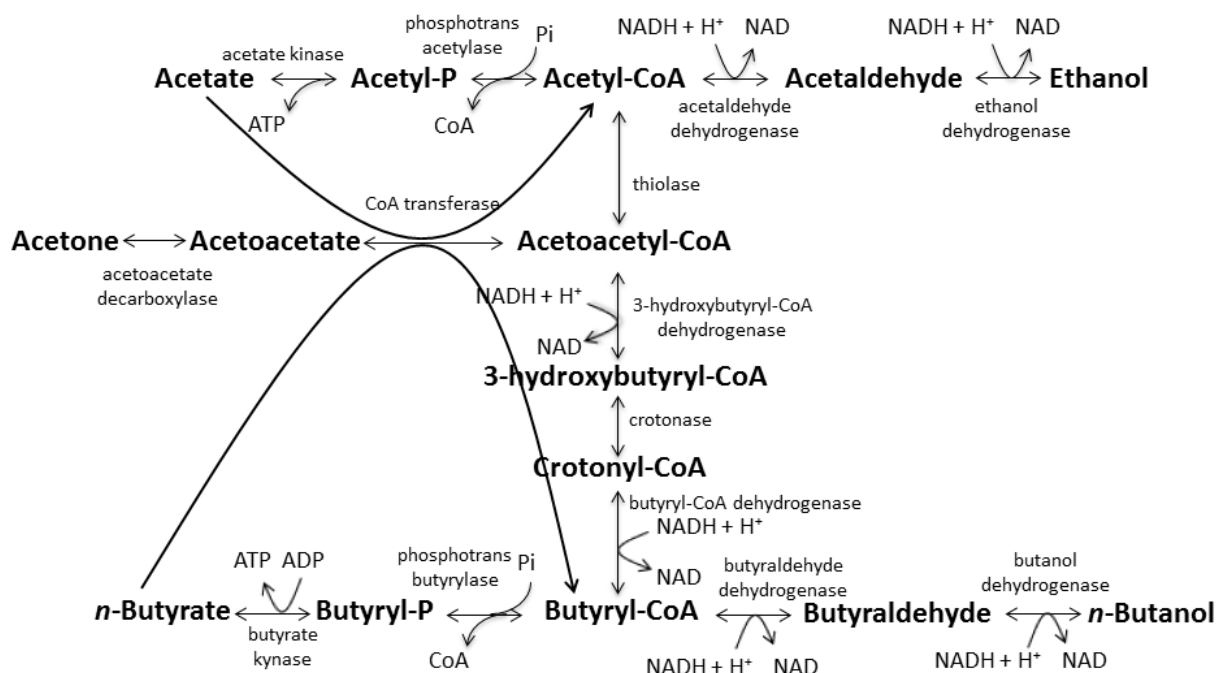 phosphotrans
acetylase
Pi
NADH + H⁺ NAD
NADH + H⁺ NAD
acetate kinase
Acetate
Acetyl-P
Acetyl-CoA
Acetaldehyde
Ethanol
ATP
CoA
acetaldehyde
dehydrogenase
ethanol
dehydrogenase
thiolase
CoA transferase
Acetone
Acetoacetate
Acetoacetyl-CoA
acetoacetate
decarboxylase
NADH + H⁺
NAD
3-hydroxybutyryl-CoA
dehydrogenase
3-hydroxybutyryl-CoA
crotonase
Crotonyl-CoA
butyryl-CoA dehydrogenase
NADH + H⁺
NAD
ATP ADP
phosphotrans
butyrylase
Pi
butyraldehyde
dehydrogenase
butanol
dehydrogenase
n-Butyrate
Butyryl-P
Butyryl-CoA
Butyraldehyde
n-Butanol
butyrate
kynase
CoA
NADH + H⁺ NAD
NADH + H⁺ NAD